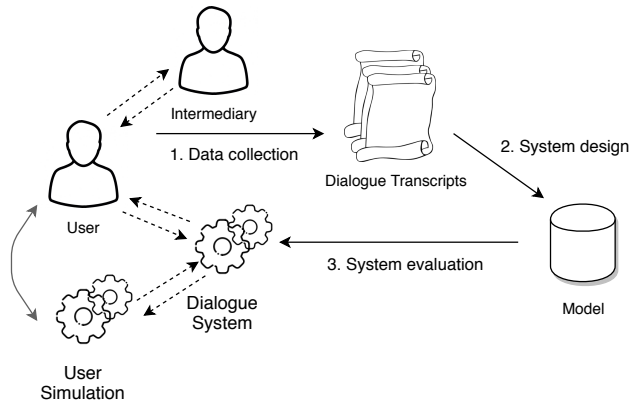 Intermediary
1. Data collection
2. System design
Dialogue Transcripts
User
3. System evaluation
Dialogue
System
Model
User
Simulation